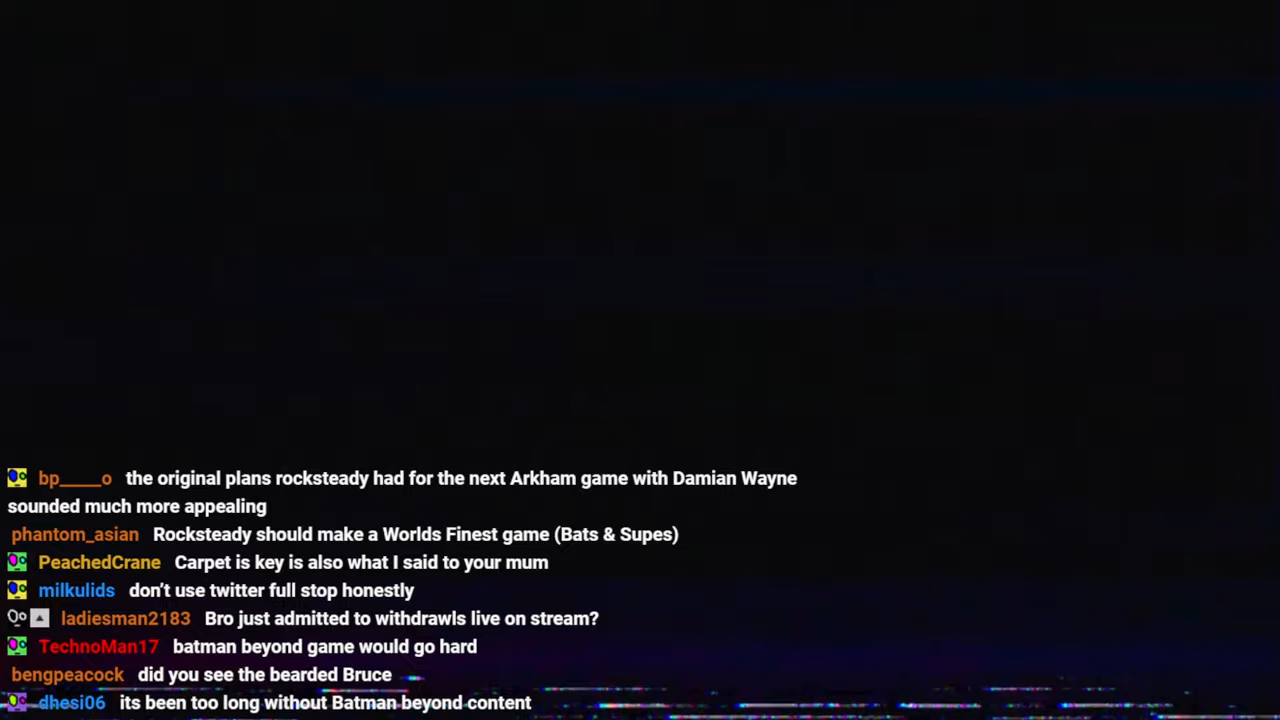 bp_____o the original plans rocksteady had for the next Arkham game with Damian Wayne
sounded much more appealing
phantom_asian Rocksteady should make a Worlds Finest game (Bats & Supes)
PeachedCrane Carpet is key is also what I said to your mum
milkulids don't use twitter full stop honestly
ladiesman2183 Bro just admitted to withdrawls live on stream?
TechnoMan17 batman beyond game would go hard
bengpeacock did you see the bearded Bruce
dhesi06 its been too long without Batman beyond content